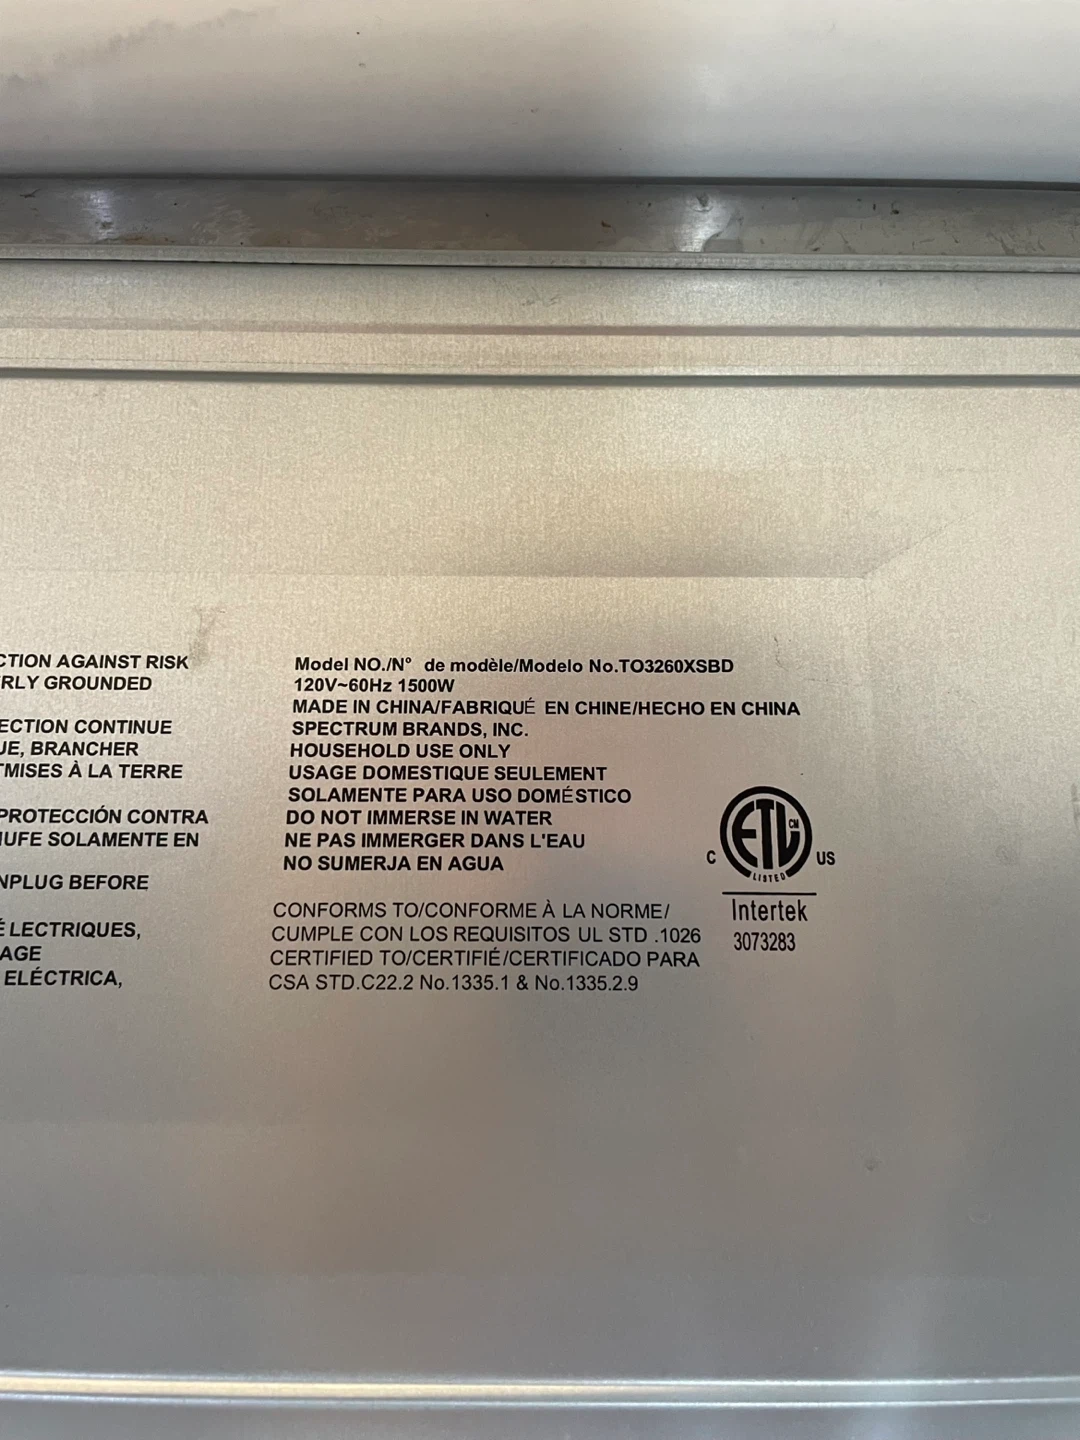 CTION AGAINST RISK
RLY GROUNDED
ECTION CONTINUE
UE, BRANCHER
MISES À LA TERRE
PROTECCIÓN CONTRA
UFE SOLAMENTE EN
NPLUG BEFORE
ÉLECTRIQUES,
AGE
ELÉCTRICA,
Model NO./N° de modèle/Modelo No.TO3260XSBD
120V~60Hz 1500W
MADE IN CHINA/FABRIQUÉ EN CHINE/HECHO EN CHINA
SPECTRUM BRANDS, INC.
HOUSEHOLD USE ONLY
USAGE DOMESTIQUE SEULEMENT
SOLAMENTE PARA USO DOMÉSTICO
DO NOT IMMERSE IN WATER
NE PAS IMMERGER DANS L'EAU
NO SUMERJA EN AGUA
CONFORMS TO/CONFORME À LA NORME/
CUMPLE CON LOS REQUISITOS UL STD .1026
CERTIFIED TO/CERTIFIÉ/CERTIFICADO PARA
CSA STD.C22.2 No.1335.1 & No.1335.2.9
ETL CM
LISTED
C US
Intertek
3073283